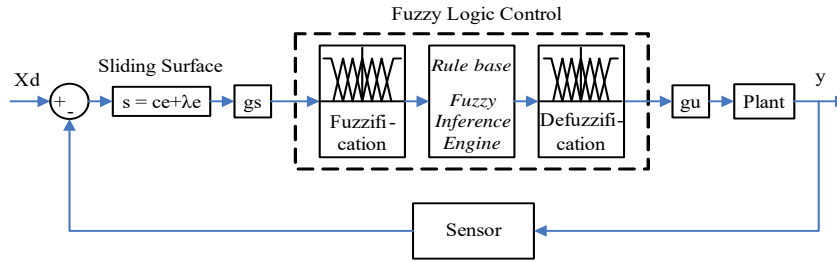 Fuzzy Logic Control
Xd
+
-
Sliding Surface
s = ce+λe
gs
Fuzzifi-
cation
Rule base
Fuzzy
Inference
Engine
Defuzzifi-
cation
gu
Plant
y
Sensor